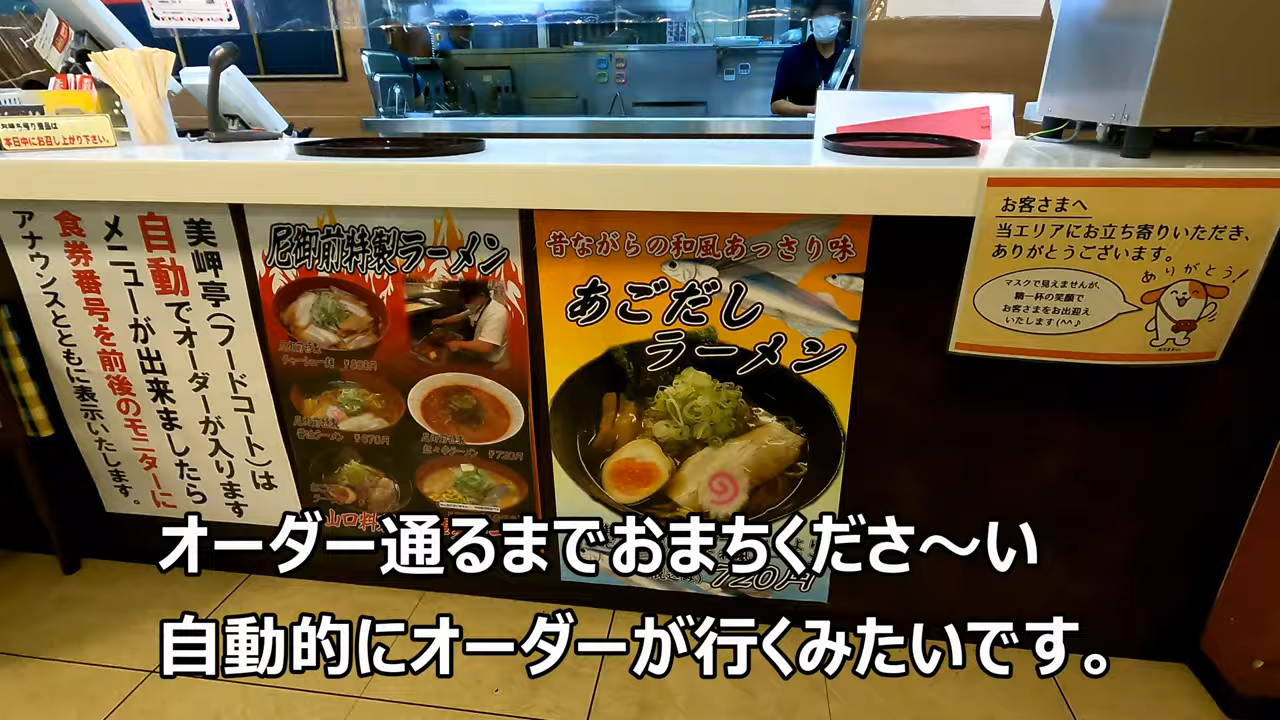 本日中にお召し上がり下さい。
美岬亭(フードコート)は
自動でオーダーが入ります
メニューが出来ましたら
食券番号を前後のモニターに
アナウンスとともに表示いたします。
尼御前特製ラーメン
¥670円
¥720円
昔ながらの和風あっさり味
あごだし
ラーメン
720円
お客さまへ
当エリアにお立ち寄りいただき、
ありがとうございます。
ありがとう!
マスクで見えませんが、
精一杯の笑顔で
お客さまをお出迎え
いたします(^^♪
オーダー通るまでおまちくださ～い
自動的にオーダーが行くみたいです。